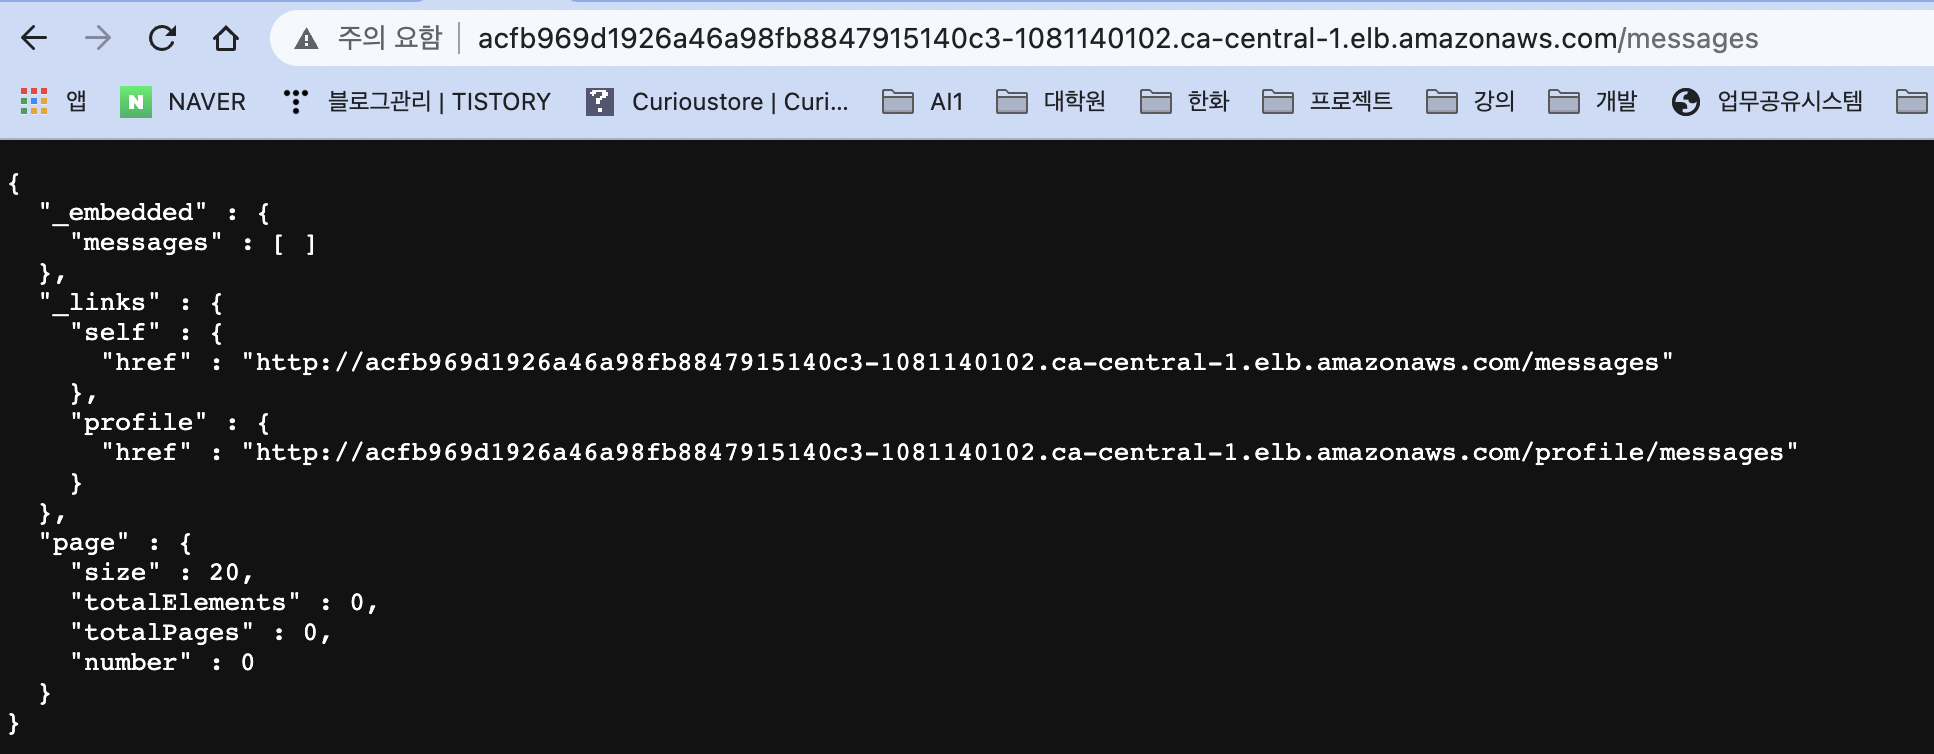 주의 요함 acfb969d1926a46a98fb8847915140c3-1081140102.ca-central-1.elb.amazonaws.com/messages
앱 N NAVER 블로그관리 | TISTORY ? Curioustore | Curi... AI1 대학원 한화 프로젝트 강의 개발 업무공유시스템
{
  "_embedded" : {
    "messages" : [ ]
  },
  "_links" : {
    "self" : {
      "href" : "http://acfb969d1926a46a98fb8847915140c3-1081140102.ca-central-1.elb.amazonaws.com/messages"
    },
    "profile" : {
      "href" : "http://acfb969d1926a46a98fb8847915140c3-1081140102.ca-central-1.elb.amazonaws.com/profile/messages"
    }
  },
  "page" : {
    "size" : 20,
    "totalElements" : 0,
    "totalPages" : 0,
    "number" : 0
  }
}